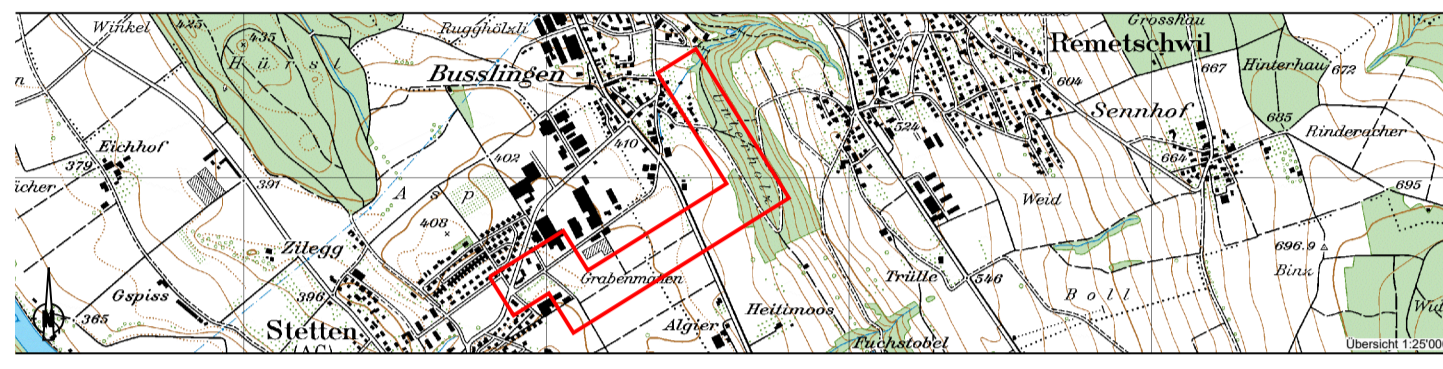 Winkel
425
435
Hürsl
Rugghölzli
Busslingen
Grosshau
Remetschwil
667
Hinterhau
672
604
Sennhof
685
Rinderacher
Unterholz
524
410
402
Eichhof
379
391
Asp
664
695
Weid
408
Zilegg
696.9
Binz
Grabenmatten
Trülle
546
Boll
Gspiss
396
365
N
Stetten
(AG)
Algier
Heitimoos
Fuchstobel
Übersicht 1:25'000